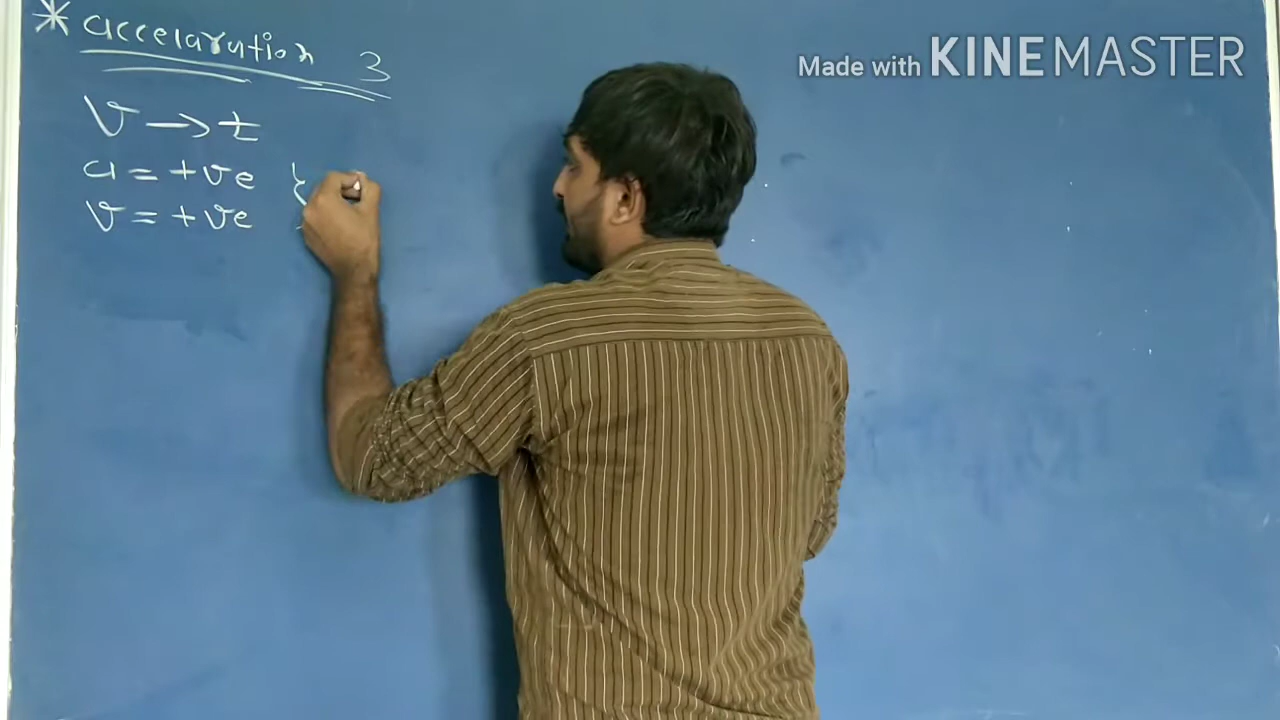 * accelaration 3
Made with KINEMASTER
V → t
a = +ve }
v = +ve